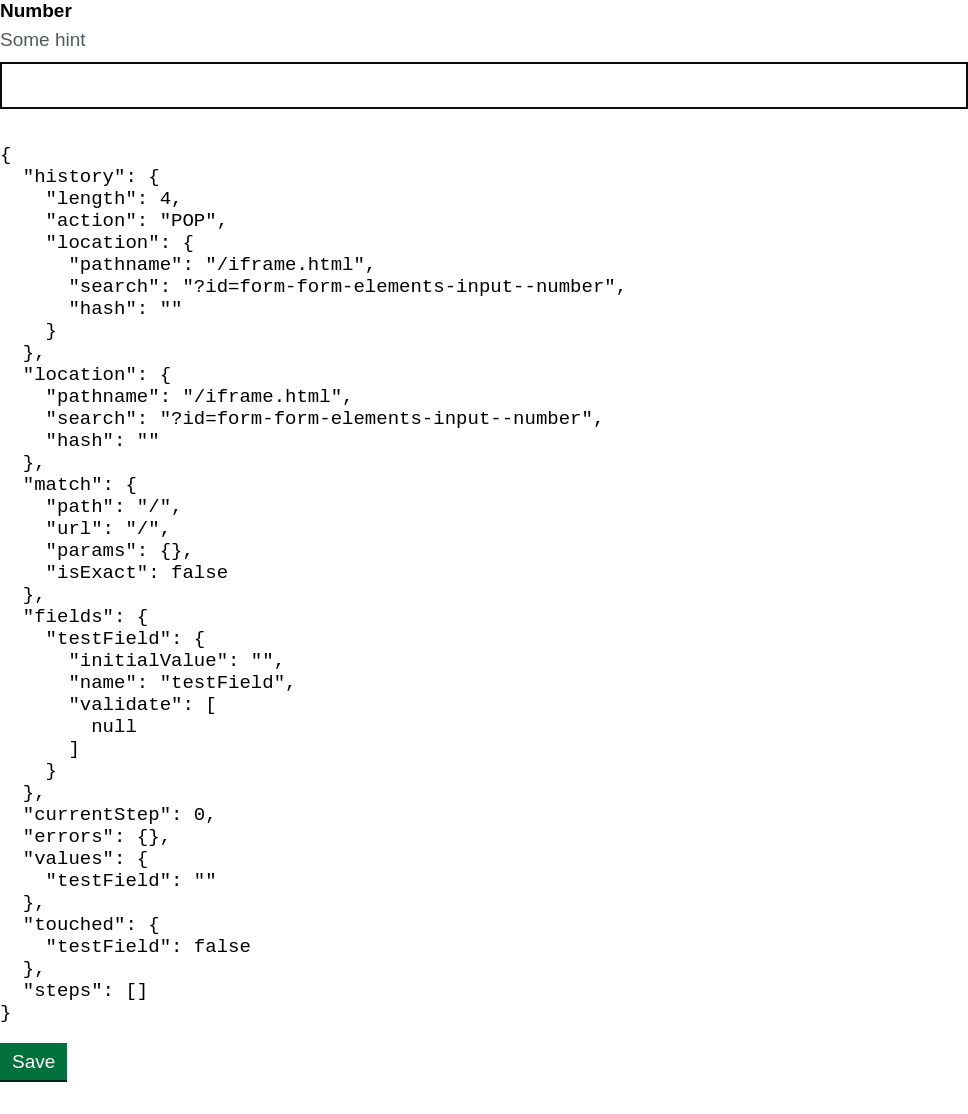 Number
Some hint
{
  "history": {
    "length": 4,
    "action": "POP",
    "location": {
      "pathname": "/iframe.html",
      "search": "?id=form-form-elements-input--number",
      "hash": ""
    }
  },
  "location": {
    "pathname": "/iframe.html",
    "search": "?id=form-form-elements-input--number",
    "hash": ""
  },
  "match": {
    "path": "/",
    "url": "/",
    "params": {},
    "isExact": false
  },
  "fields": {
    "testField": {
      "initialValue": "",
      "name": "testField",
      "validate": [
        null
      ]
    }
  },
  "currentStep": 0,
  "errors": {},
  "values": {
    "testField": ""
  },
  "touched": {
    "testField": false
  },
  "steps": []
}
Save